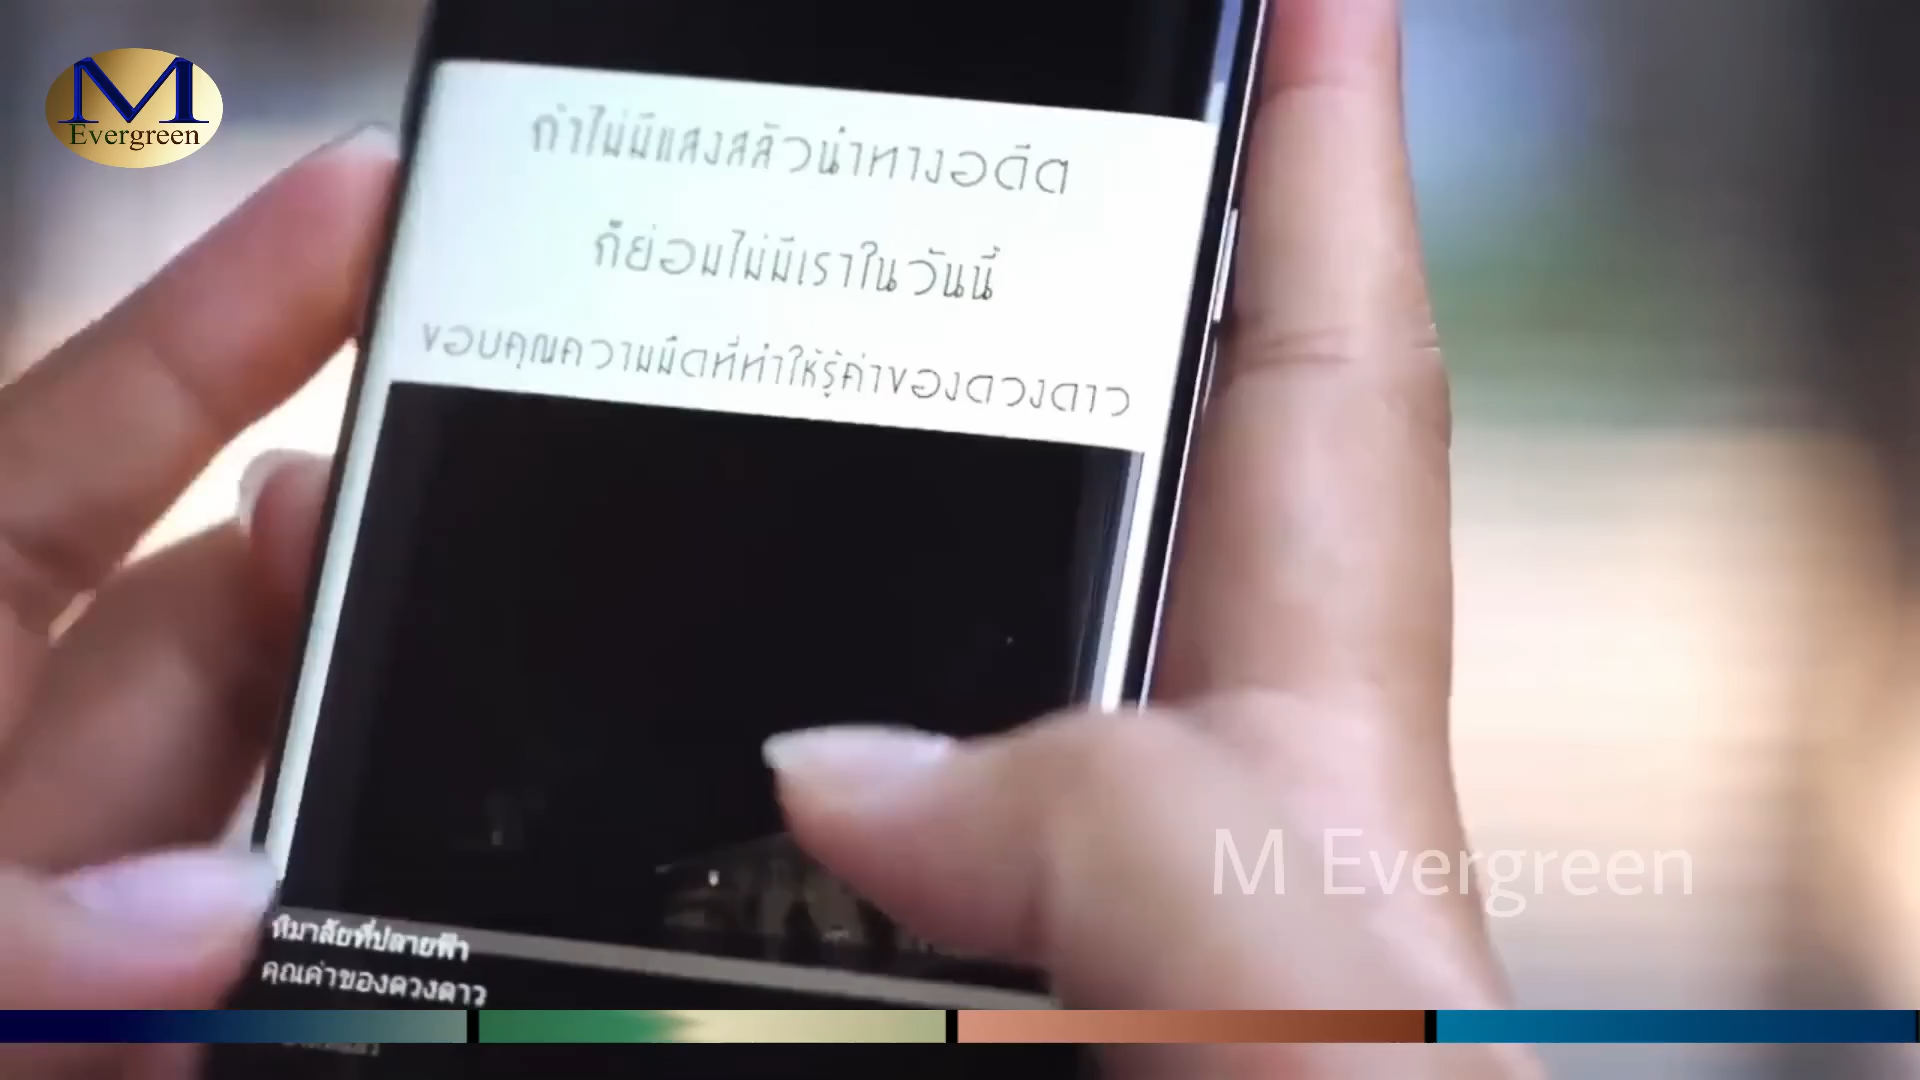 M
Evergreen
ถ้าไม่มีแสงสลัวนำทางอดีต
ก็ย่อมไม่มีเราในวันนี้
ขอบคุณความมืดที่ทำให้รู้ค่าของดวงดาว
M Evergreen
หิมาลัยที่ปลายฟ้า
คุณค่าของดวงดาว